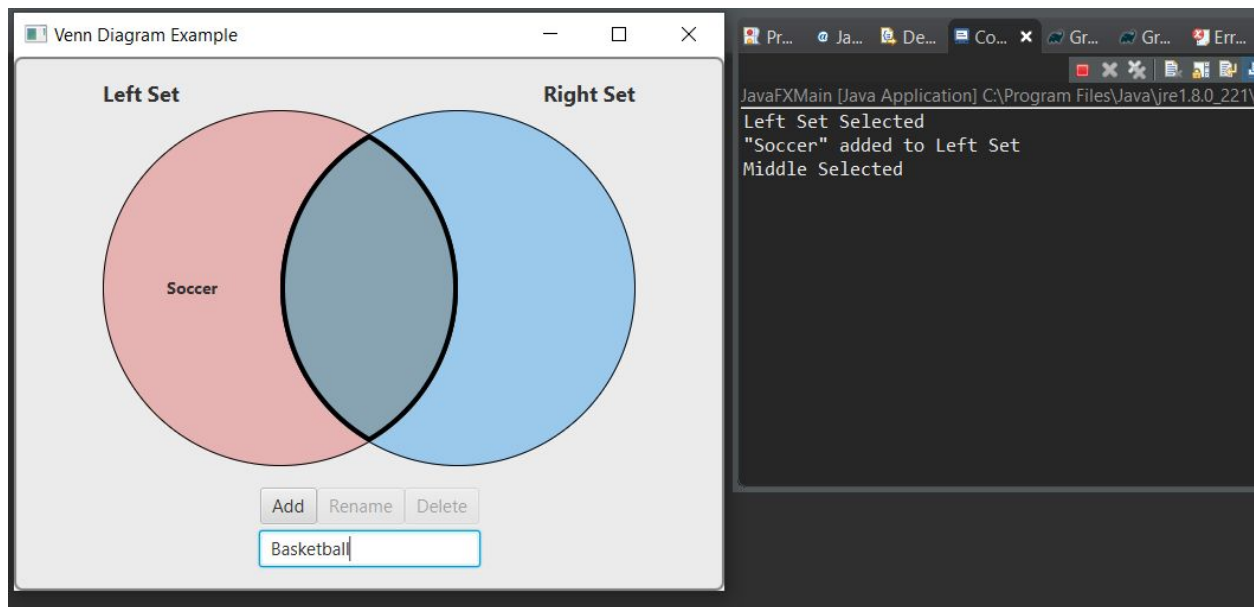 Venn Diagram Example
Left Set
Right Set
Soccer
Add
Rename
Delete
Basketball
Pr...
Ja...
De...
Co...
Gr...
Gr...
Err...
JavaFXMain [Java Application] C:\Program Files\Java\jre1.8.0_221\
Left Set Selected
"Soccer" added to Left Set
Middle Selected